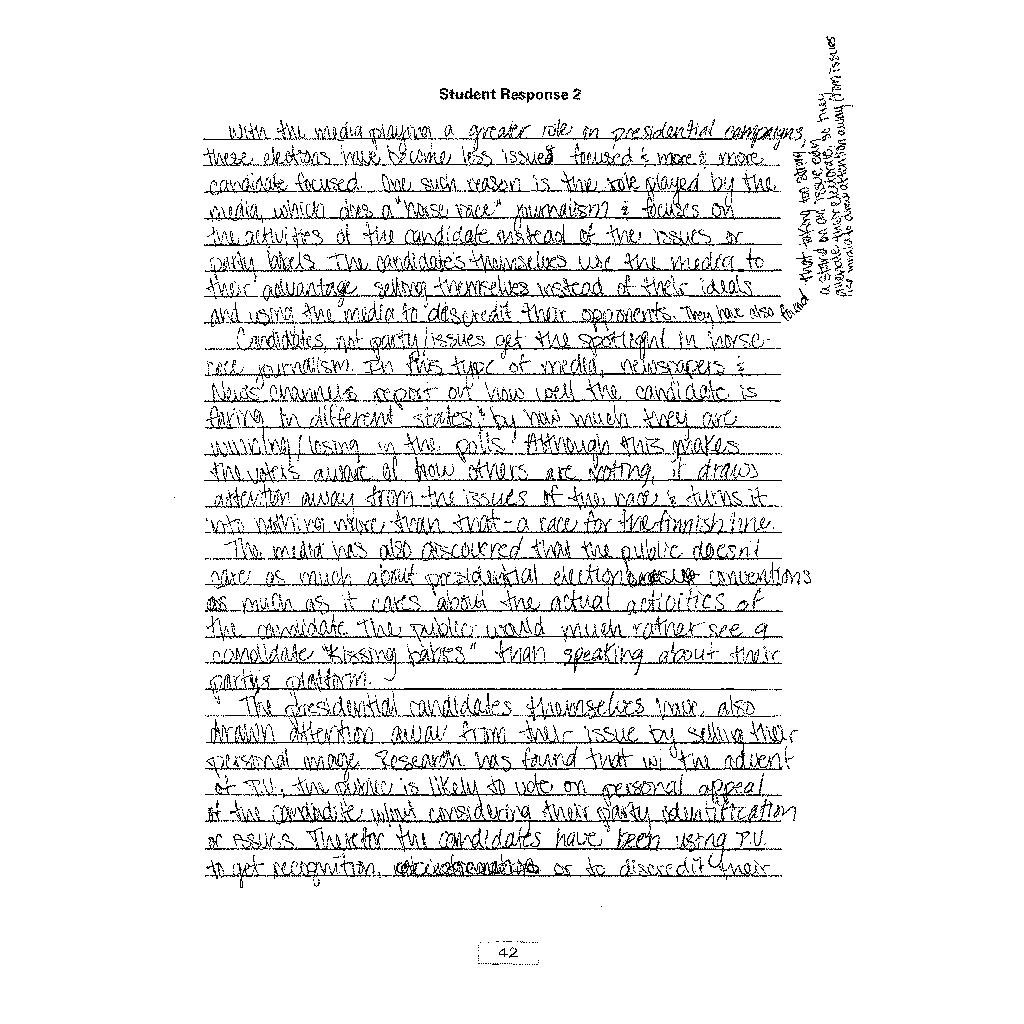 Student Response 2
With the media playing a greater role in presidential campaigns,
these elections have become less issues focused & more & more
candidate focused. One such reason is the role played by the
media, which does a "horse race" journalism & focuses on
the activities of the candidate instead of the issues or
party labels. The candidates themselves use the media to
their advantage selling themselves instead of their ideals
and using the media to discredit their opponents. They have also found
that taking too strong
a stand on an issue can
their electorate, so they
use media to draw attention away from issues
Candidates, not party/issues get the spotlight in horse-
race journalism. In this type of media, newspapers &
News channels report on how well the candidate is
faring in different states & by how much they are
winning/losing in the polls. Although this makes
the voters aware of how others are voting, it draws
attention away from the issues of the race & turns it
into nothing more than that - a race for the finnish line.
The media has also discovered that the public doesn't
care as much about presidential election conventions
as much as it cares about the actual activities of
the candidate. The public would much rather see a
candidate "kissing babies" than speaking about their
party's platform.
The presidential candidates themselves have also
drawn attention away from their issue by selling their
personal image. Research has found that w/ the advent
of T.V., the public is likely to vote on personal appeal
of the candidate w/out considering their party identification
or issues. Therefor the candidates have been using T.V.
to get recognition, or to discredit their
42